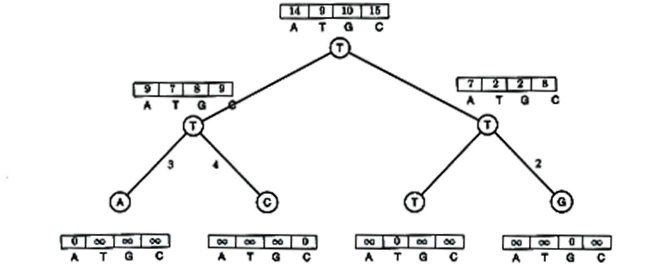 14 9 10 15
A T G C
T
9 7 8 9
A T G C
7 2 2 8
A T G C
T T
3 4 2
A C T G
0 ∞ ∞ ∞ ∞ ∞ ∞ 0 ∞ 0 ∞ ∞ ∞ ∞ 0 ∞
A T G C A T G C A T G C A T G C